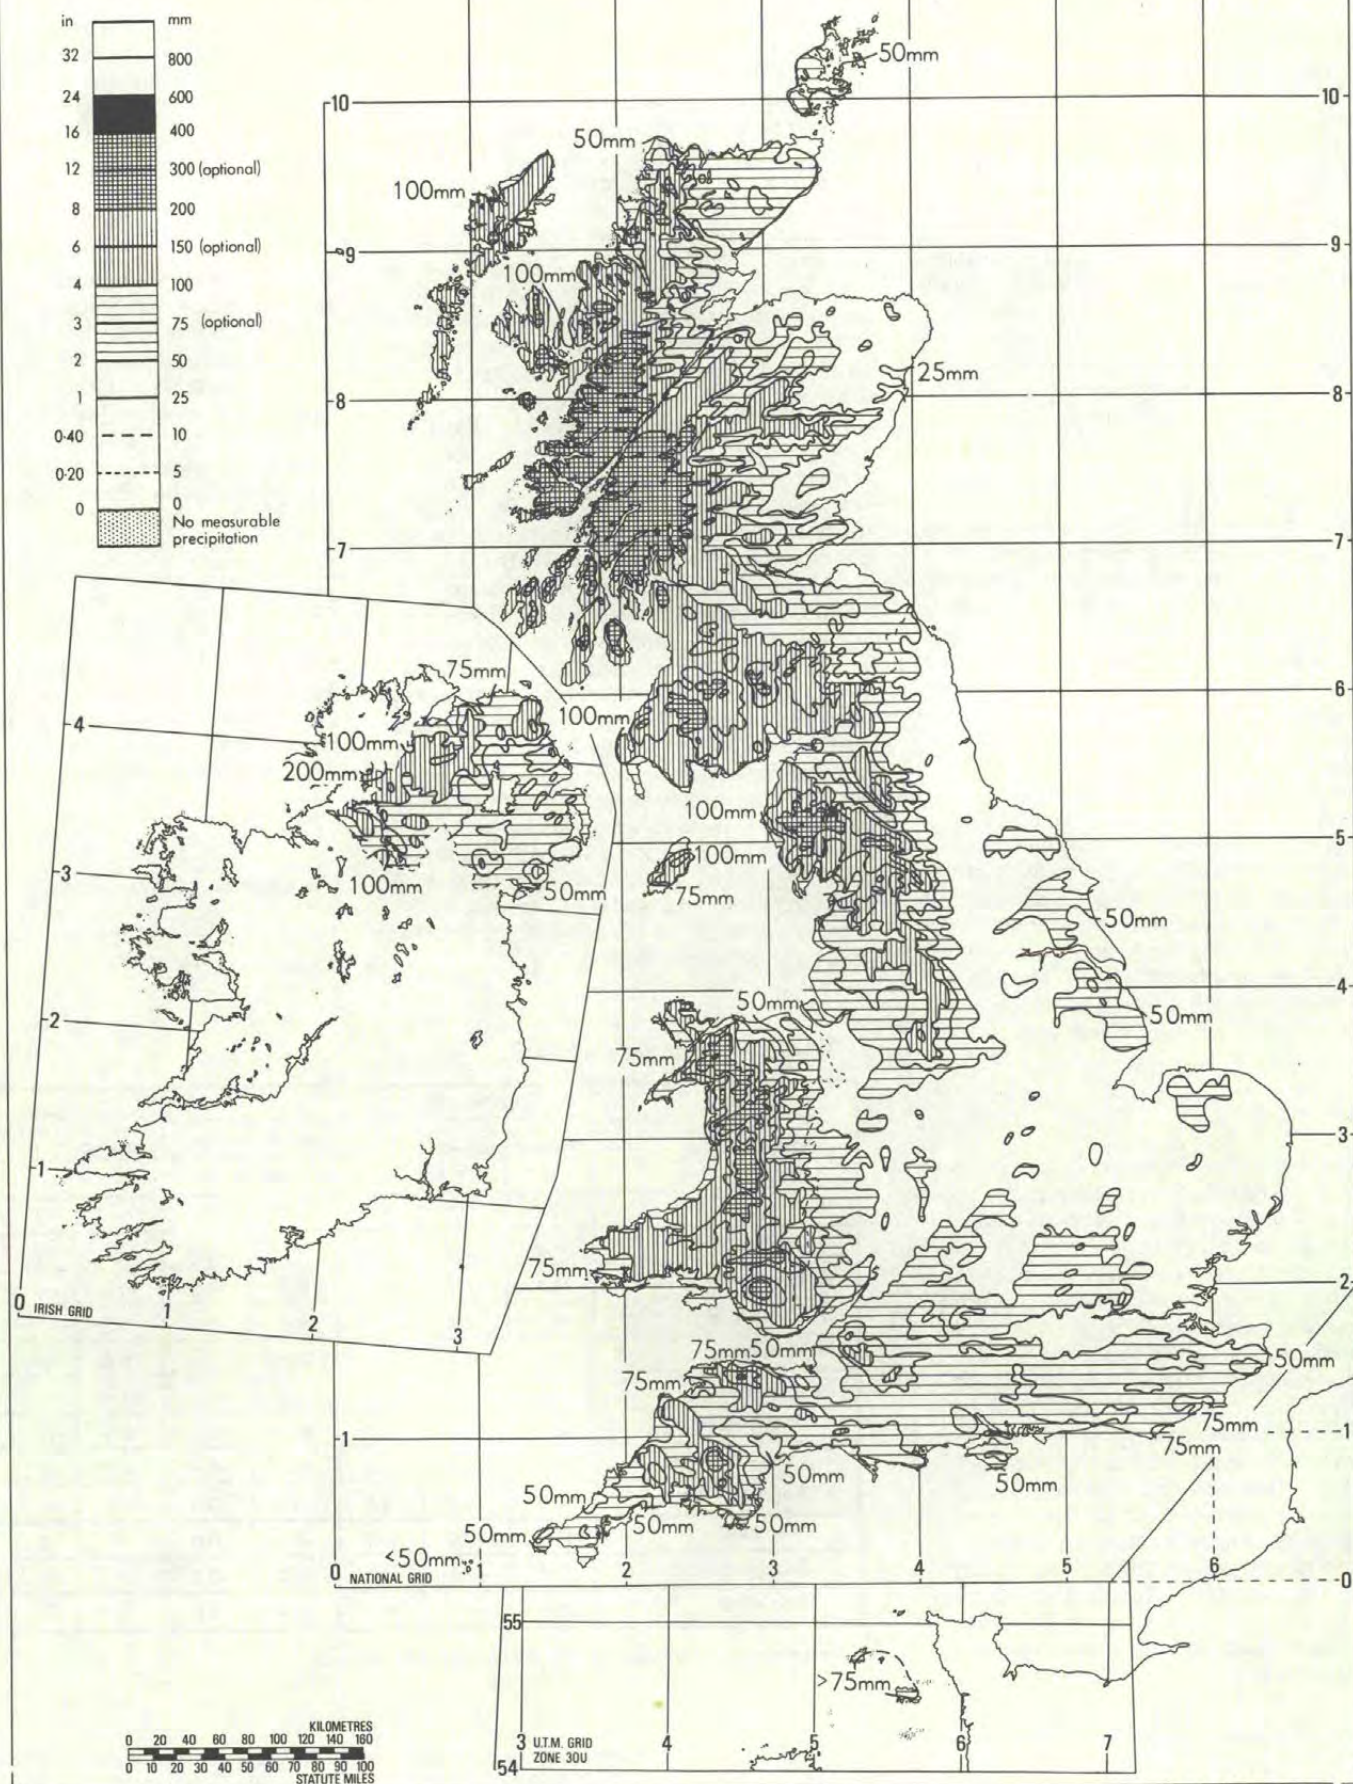 in mm
32 800
24 600
16 400
12 300 (optional)
8 200
6 150 (optional)
4 100
3 75 (optional)
2 50
1 25
0·40 10
0·20 5
0 0
No measurable
precipitation
50mm
10 10
50mm
100mm
9 9
100mm
25mm
8 8
7 7
75mm
6
100mm
4
100mm
200mm
100mm
5
100mm
3
100mm
75mm
50mm
50mm
4
50mm
50mm
2
75mm
3
1
75mm
2
0 IRISH GRID
1
2
3
75mm 50mm
50mm
75mm
75mm
1 1
75mm
50mm
50mm
50mm
50mm 50mm
50mm
<50mm
0 1 2 3 4 5 6 0
NATIONAL GRID
55
>75mm
KILOMETRES
0 20 40 60 80 100 120 140 160
0 10 20 30 40 50 60 70 80 90 100
STATUTE MILES
3 U.T.M. GRID 4 5 6 7
ZONE 30U
54